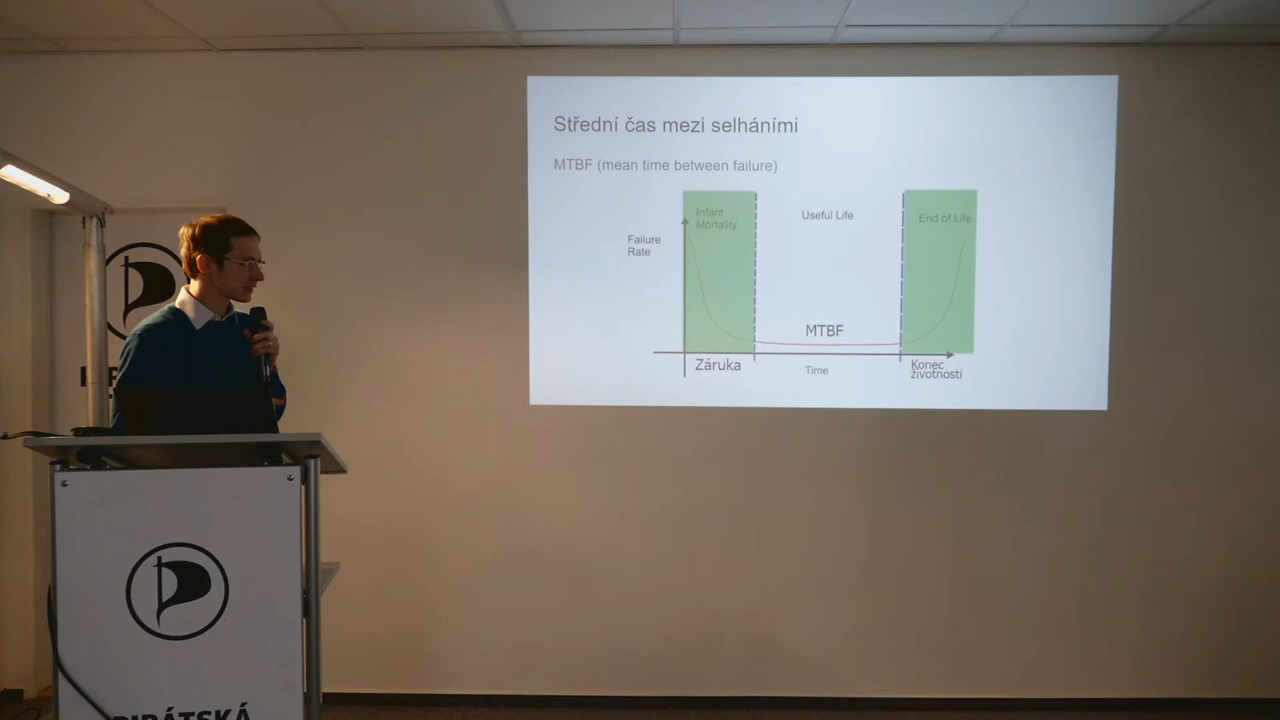 Střední čas mezi selháními
MTBF (mean time between failure)
Infant
Mortality
Useful Life
End of Life
Failure
Rate
MTBF
Záruka
Time
Konec
životnosti
PIRÁTSKÁ